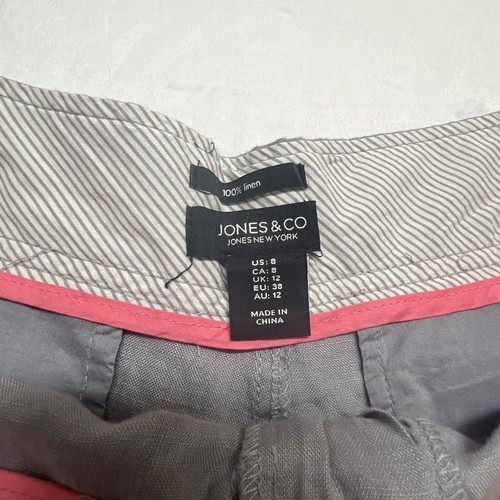 100% linen
JONES & CO
JONES NEW YORK
US: 8
CA: 8
UK: 12
EU: 38
AU: 12
MADE IN
CHINA